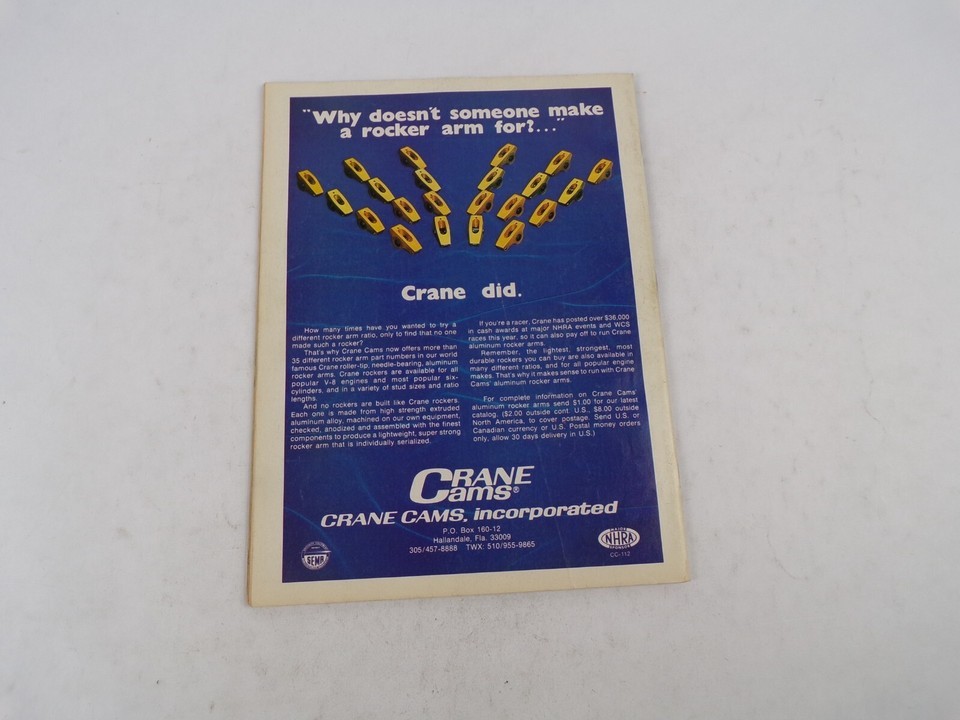 "Why doesn't someone make
a rocker arm for?..."
Crane did.
How many times have you wanted to try a
different rocker arm ratio, only to find that no one
made such a rocker?
That's why Crane Cams now offers more than
35 different rocker arm part numbers in our world
famous Crane roller-tip, needle-bearing, aluminum
rocker arms. Crane rockers are available for all
popular V-8 engines and most popular six-
cylinders, and in a variety of stud sizes and ratio
lengths.
And no rockers are built like Crane rockers.
Each one is made from high strength extruded
aluminum alloy, machined on our own equipment,
checked, anodized and assembled with the finest
components to produce a lightweight, super strong
rocker arm that is individually serialized.
If you're a racer, Crane has posted over $36,000
in cash awards at major NHRA events and WCS
races this year, so it can also pay off to run Crane
aluminum rocker arms.
Remember, the lightest, strongest, most
durable rockers you can buy are also available in
many different ratios, and for all popular engine
makes. That's why it makes sense to run with Crane
Cams' aluminum rocker arms.
For complete information on Crane Cams'
aluminum rocker arms send $1.00 for our latest
catalog. ($2.00 outside cont. U.S., $8.00 outside
North America, to cover postage. Send U.S. or
Canadian currency or U.S. Postal money orders
only, allow 30 days delivery in U.S.)
CRANE
Cams®
CRANE CAMS, incorporated
P.O. Box 160-12
Hallandale, Fla. 33009
305/457-8888 TWX: 510/955-9865
SEMA
MAJOR
NHRA
SPONSOR
CC-112